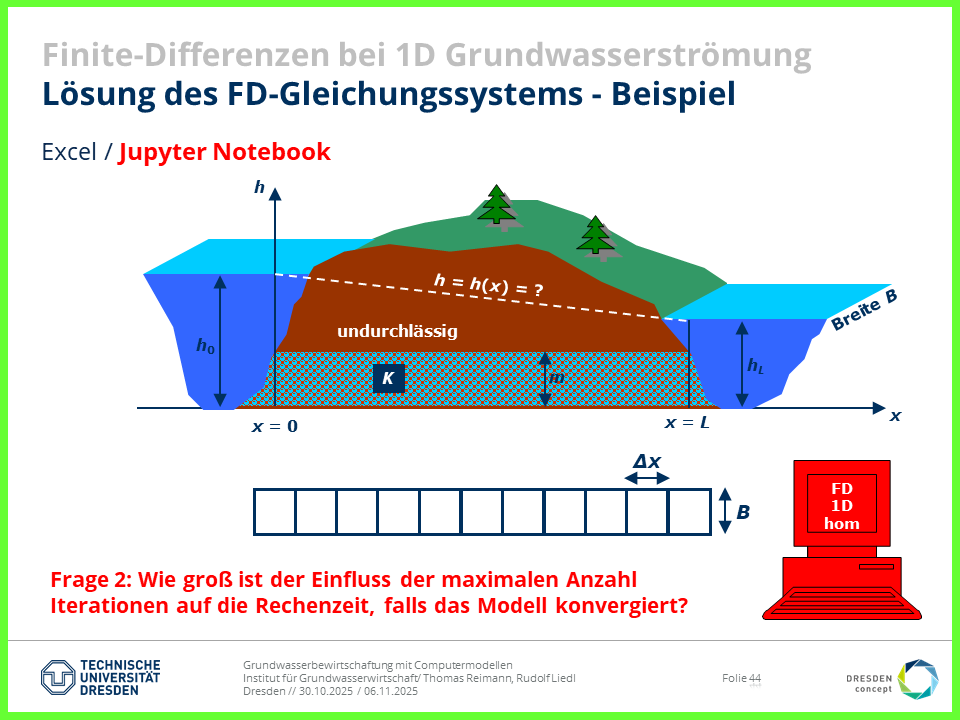 Finite-Differenzen bei 1D Grundwasserströmung
Lösung des FD-Gleichungssystems - Beispiel
Excel / Jupyter Notebook
h
h = h(x) = ?
undurchlässig
Breite B
h0
hL
K
m
x
x = 0
x = L
Δx
B
FD
1D
hom
Frage 2: Wie groß ist der Einfluss der maximalen Anzahl
Iterationen auf die Rechenzeit, falls das Modell konvergiert?
TECHNISCHE
UNIVERSITÄT
DRESDEN
Grundwasserbewirtschaftung mit Computermodellen
Institut für Grundwasserwirtschaft/ Thomas Reimann, Rudolf Liedl
Dresden // 30.10.2025 / 06.11.2025
Folie 44
DRESDEN
concept